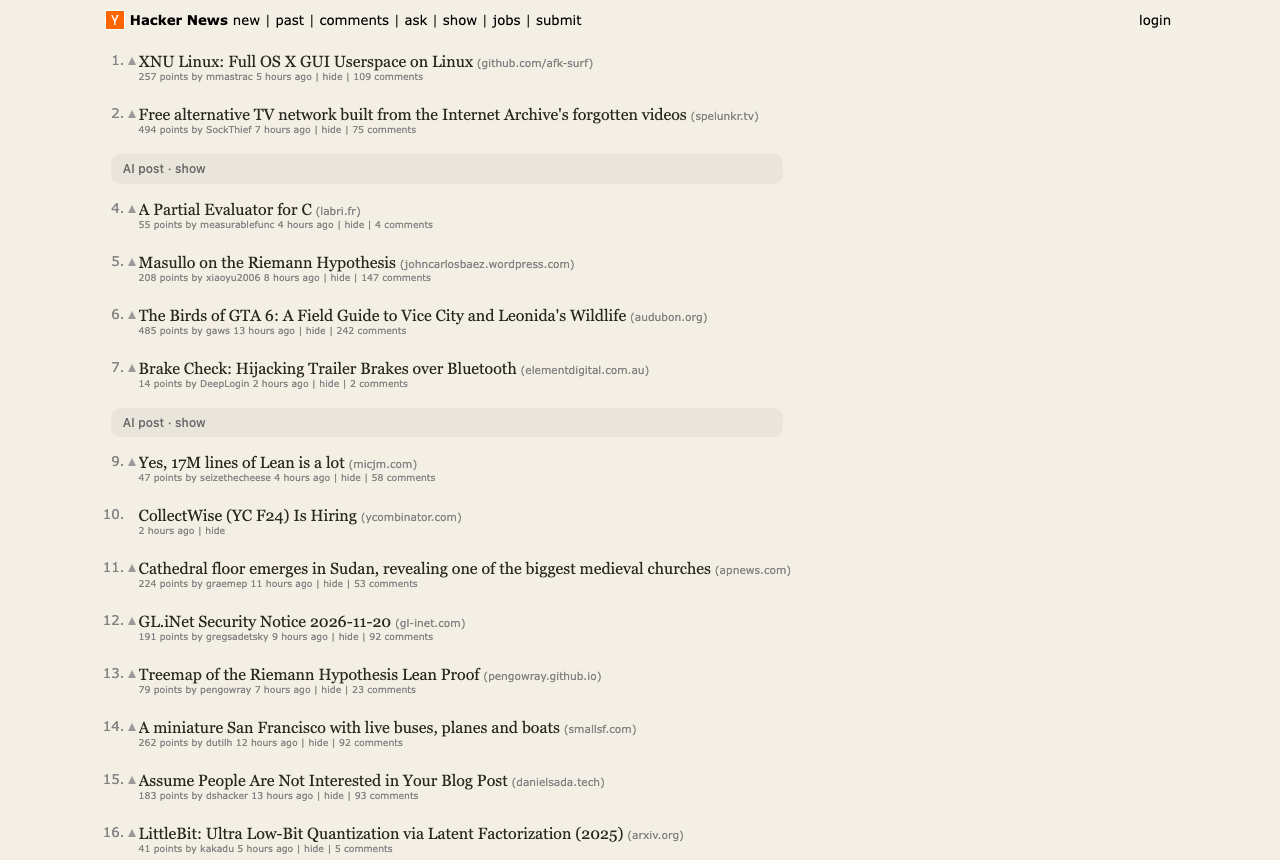 Y Hacker News new | past | comments | ask | show | jobs | submit login
1. ▲ XNU Linux: Full OS X GUI Userspace on Linux (github.com/afk-surf)
257 points by mmastrac 5 hours ago | hide | 109 comments
2. ▲ Free alternative TV network built from the Internet Archive's forgotten videos (spelunkr.tv)
494 points by SockThief 7 hours ago | hide | 75 comments
AI post · show
4. ▲ A Partial Evaluator for C (labri.fr)
55 points by measurablefunc 4 hours ago | hide | 4 comments
5. ▲ Masullo on the Riemann Hypothesis (johncarlosbaez.wordpress.com)
208 points by xiaoyu2006 8 hours ago | hide | 147 comments
6. ▲ The Birds of GTA 6: A Field Guide to Vice City and Leonida's Wildlife (audubon.org)
485 points by gaws 13 hours ago | hide | 242 comments
7. ▲ Brake Check: Hijacking Trailer Brakes over Bluetooth (elementdigital.com.au)
14 points by DeepLogin 2 hours ago | hide | 2 comments
AI post · show
9. ▲ Yes, 17M lines of Lean is a lot (micjm.com)
47 points by seizethecheese 4 hours ago | hide | 58 comments
10. CollectWise (YC F24) Is Hiring (ycombinator.com)
2 hours ago | hide
11. ▲ Cathedral floor emerges in Sudan, revealing one of the biggest medieval churches (apnews.com)
224 points by graemep 11 hours ago | hide | 53 comments
12. ▲ GL.iNet Security Notice 2026-11-20 (gl-inet.com)
191 points by gregsadetsky 9 hours ago | hide | 92 comments
13. ▲ Treemap of the Riemann Hypothesis Lean Proof (pengowray.github.io)
79 points by pengowray 7 hours ago | hide | 23 comments
14. ▲ A miniature San Francisco with live buses, planes and boats (smallsf.com)
262 points by dutilh 12 hours ago | hide | 92 comments
15. ▲ Assume People Are Not Interested in Your Blog Post (danielsada.tech)
183 points by dshacker 13 hours ago | hide | 93 comments
16. ▲ LittleBit: Ultra Low-Bit Quantization via Latent Factorization (2025) (arxiv.org)
41 points by kakadu 5 hours ago | hide | 5 comments